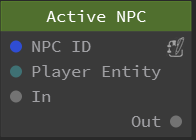 Active NPC
NPC ID
Player Entity
In
Out